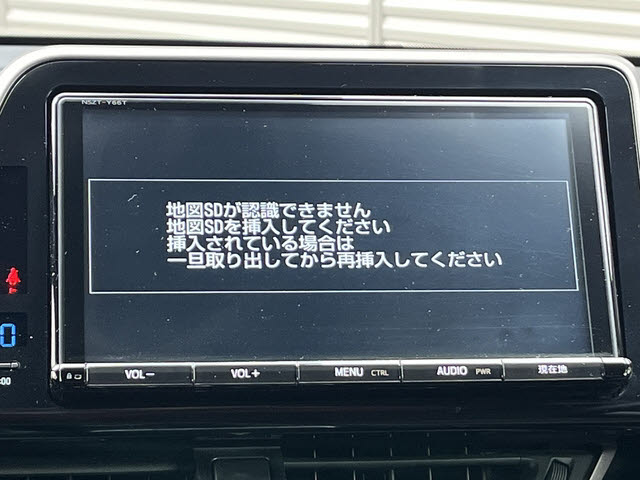 NSZT-Y66T
地図SDが認識できません
地図SDを挿入してください
挿入されている場合は
一旦取り出してから再挿入してください
0
:00
VOL−
VOL+
MENU CTRL
AUDIO PWR
現在地